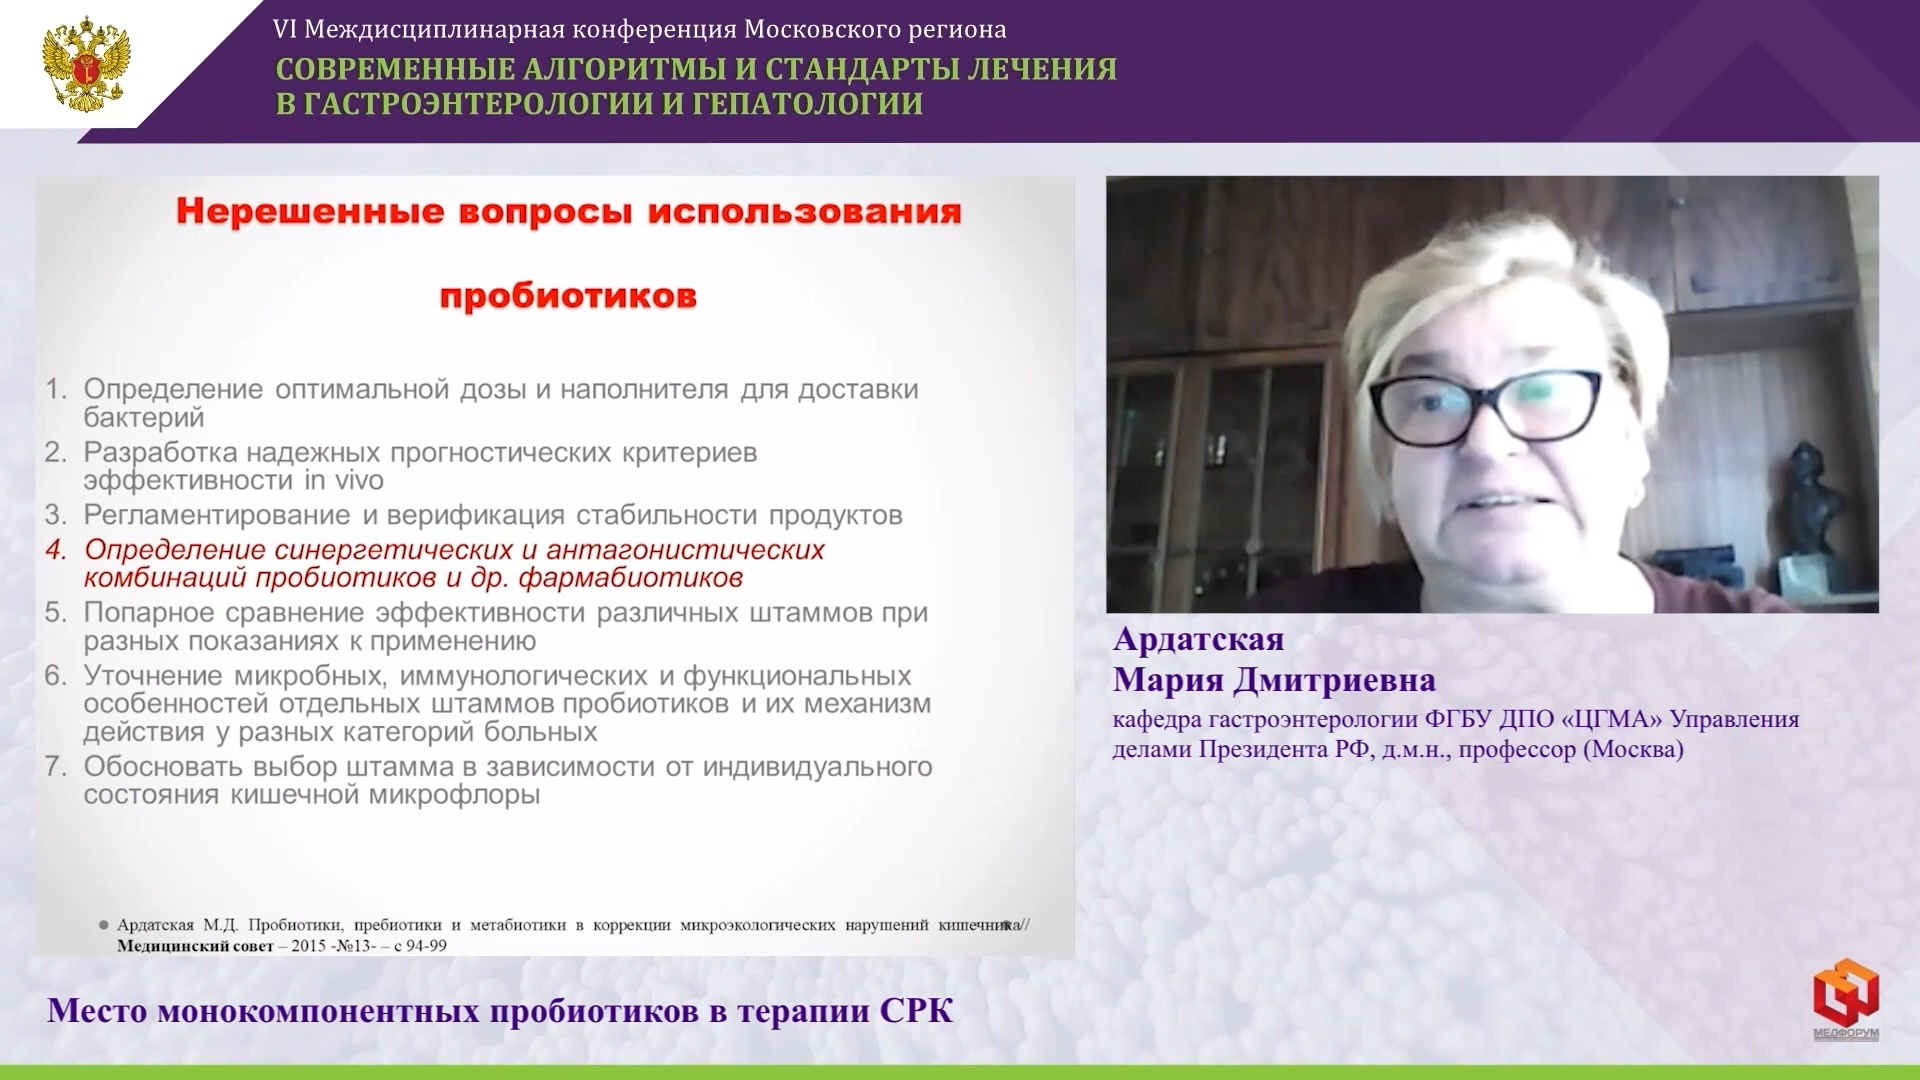 VI Междисциплинарная конференция Московского региона
СОВРЕМЕННЫЕ АЛГОРИТМЫ И СТАНДАРТЫ ЛЕЧЕНИЯ
В ГАСТРОЭНТЕРОЛОГИИ И ГЕПАТОЛОГИИ
Нерешенные вопросы использования
пробиотиков
1. Определение оптимальной дозы и наполнителя для доставки
бактерий
2. Разработка надежных прогностических критериев
эффективности in vivo
3. Регламентирование и верификация стабильности продуктов
4. Определение синергетических и антагонистических
комбинаций пробиотиков и др. фармабиотиков
5. Попарное сравнение эффективности различных штаммов при
разных показаниях к применению
6. Уточнение микробных, иммунологических и функциональных
особенностей отдельных штаммов пробиотиков и их механизм
действия у разных категорий больных
7. Обосновать выбор штамма в зависимости от индивидуального
состояния кишечной микрофлоры
Ардатская М.Д. Пробиотики, пребиотики и метабиотики в коррекции микроэкологических нарушений кишечника//
Медицинский совет – 2015 -№13- – с 94-99
Ардатская
Мария Дмитриевна
кафедра гастроэнтерологии ФГБУ ДПО «ЦГМА» Управления
делами Президента РФ, д.м.н., профессор (Москва)
Место монокомпонентных пробиотиков в терапии СРК
МЕДФОРУМ